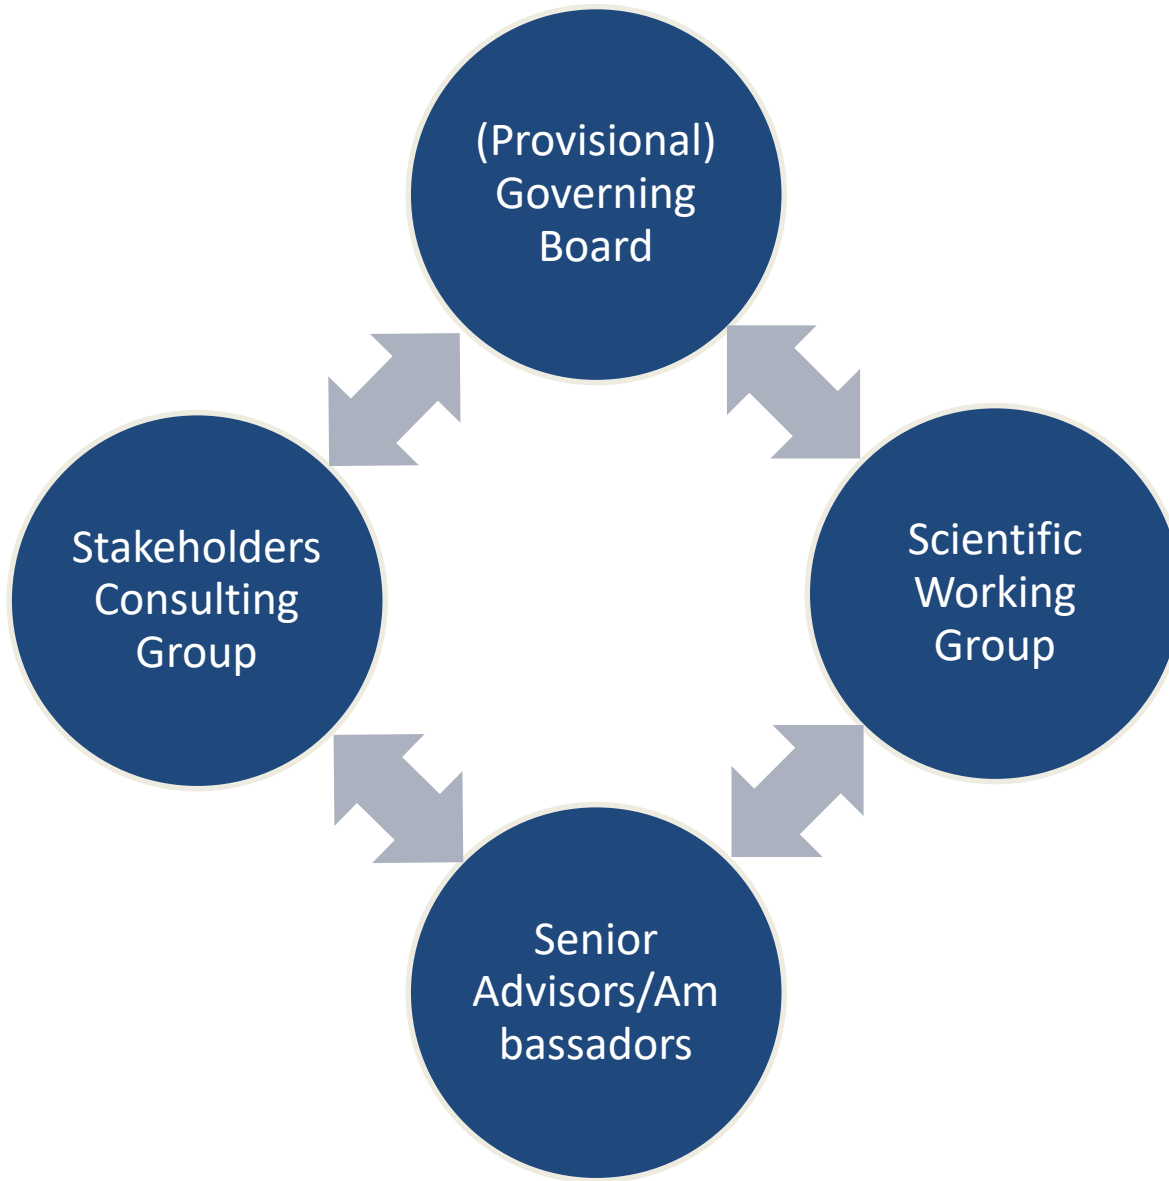 (Provisional)
Governing
Board
Stakeholders
Consulting
Group
Scientific
Working
Group
Senior
Advisors/Am
bassadors